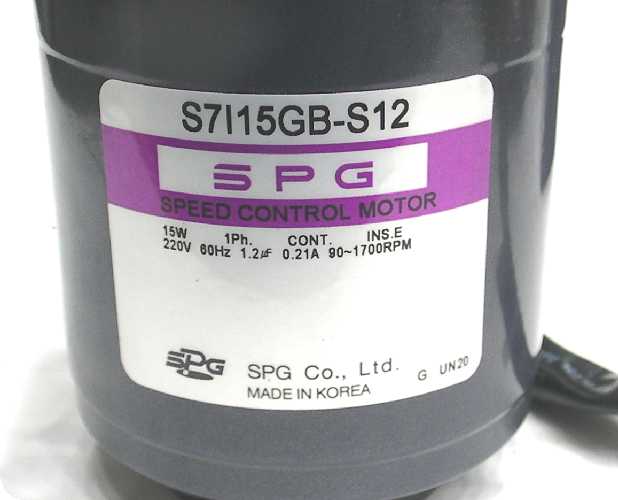 S7I15GB-S12
SPG
SPEED CONTROL MOTOR
15W 1Ph. CONT. INS.E
220V 60Hz 1.2㎌ 0.21A 90~1700RPM
SPG SPG Co., Ltd. G UN20
MADE IN KOREA